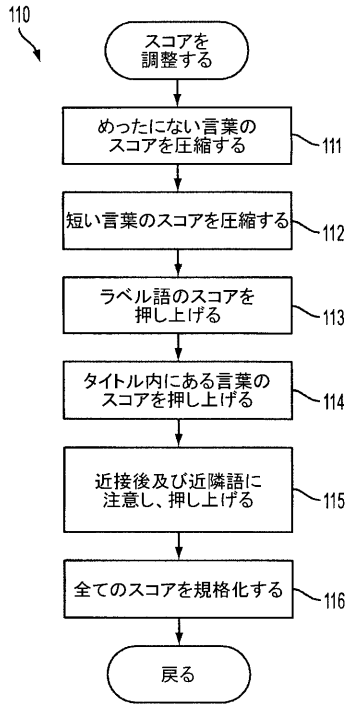 110
スコアを
調整する
めったにない言葉の
スコアを圧縮する
111
短い言葉のスコアを圧縮する
112
ラベル語のスコアを
押し上げる
113
タイトル内にある言葉の
スコアを押し上げる
114
近接後及び近隣語に
注意し、押し上げる
115
全てのスコアを規格化する
116
戻る